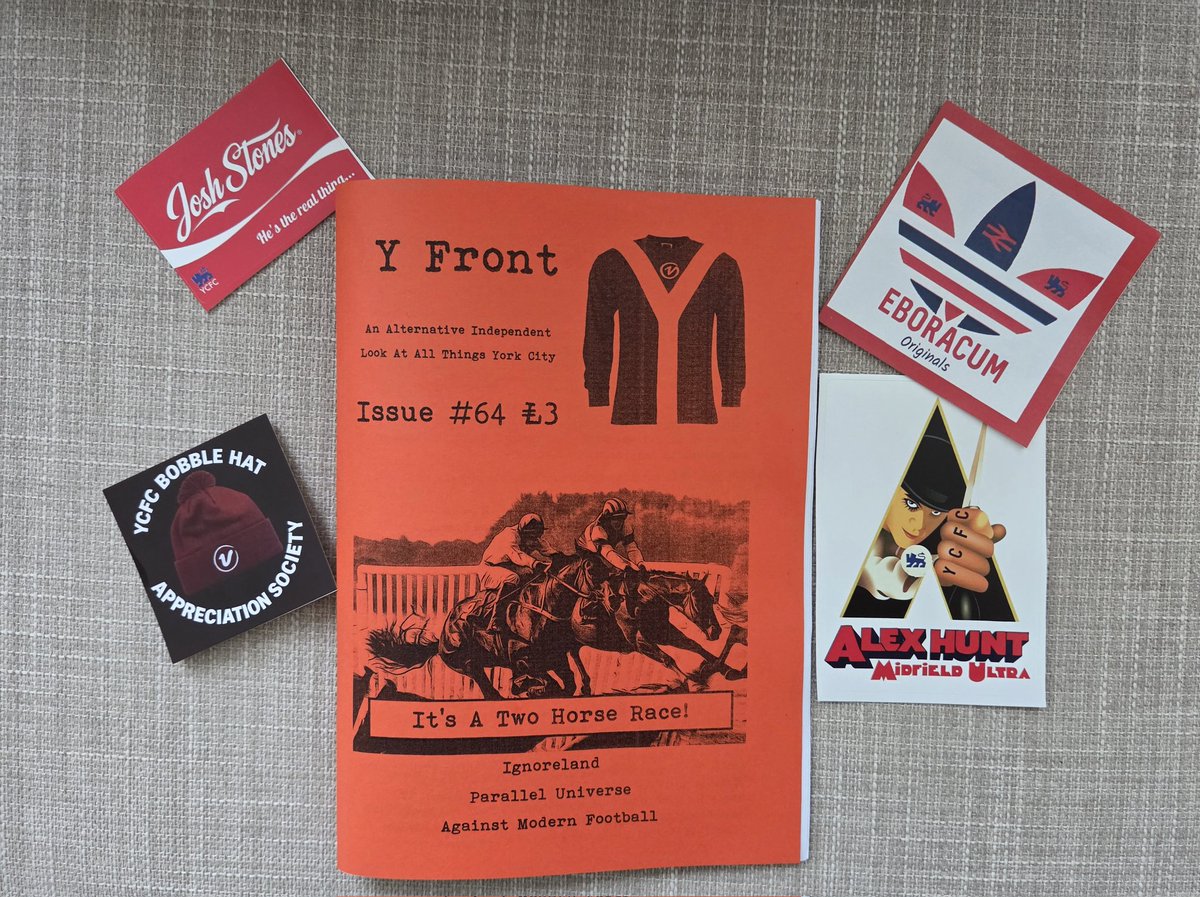 Josh Stones
He's the real thing...
YCFC
Y Front
An Alternative Independent
Look At All Things York City
Issue #64 £3
It's A Two Horse Race!
Ignoreland
Parallel Universe
Against Modern Football
EBORACUM
Originals
YCFC BOBBLE HAT
APPRECIATION SOCIETY
YCFC
ALEX HUNT
MIDFIELD ULTRA